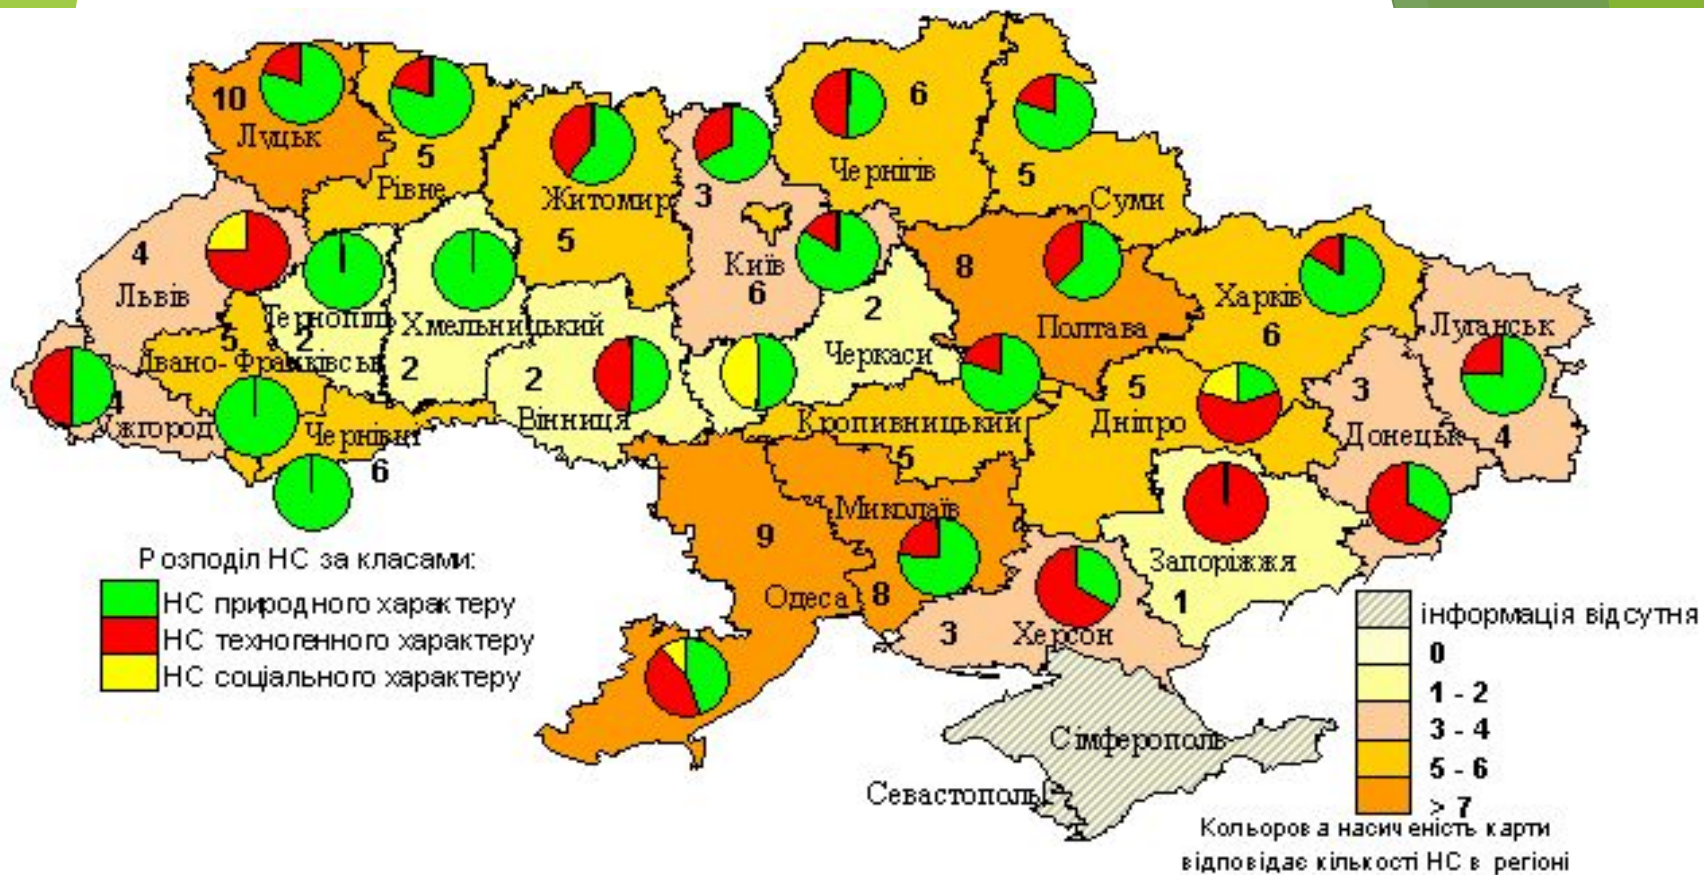 10
Луцьк
5
Рівне
Житомир
5
3
6
Чернігів
5
Суми
4
Львів
Київ
6
2
Черкаси
8
Полтава
Харків
6
Луганськ
4
Тернопіль
2
Хмельницький
2
5
Івано-Франківськ
4
Ужгород
Чернівці
6
2
Вінниця
Кропивницький
5
5
Дніпро
3
Донецьк
9
Одеса
Миколаїв
8
3
Херсон
Запоріжжя
1
Сімферополь
Севастополь
Розподіл НС за класами:
НС природного характеру
НС техногенного характеру
НС соціального характеру
інформація відсутня
0
1 - 2
3 - 4
5 - 6
> 7
Кольорова насиченість карти
відповідає кількості НС в регіоні